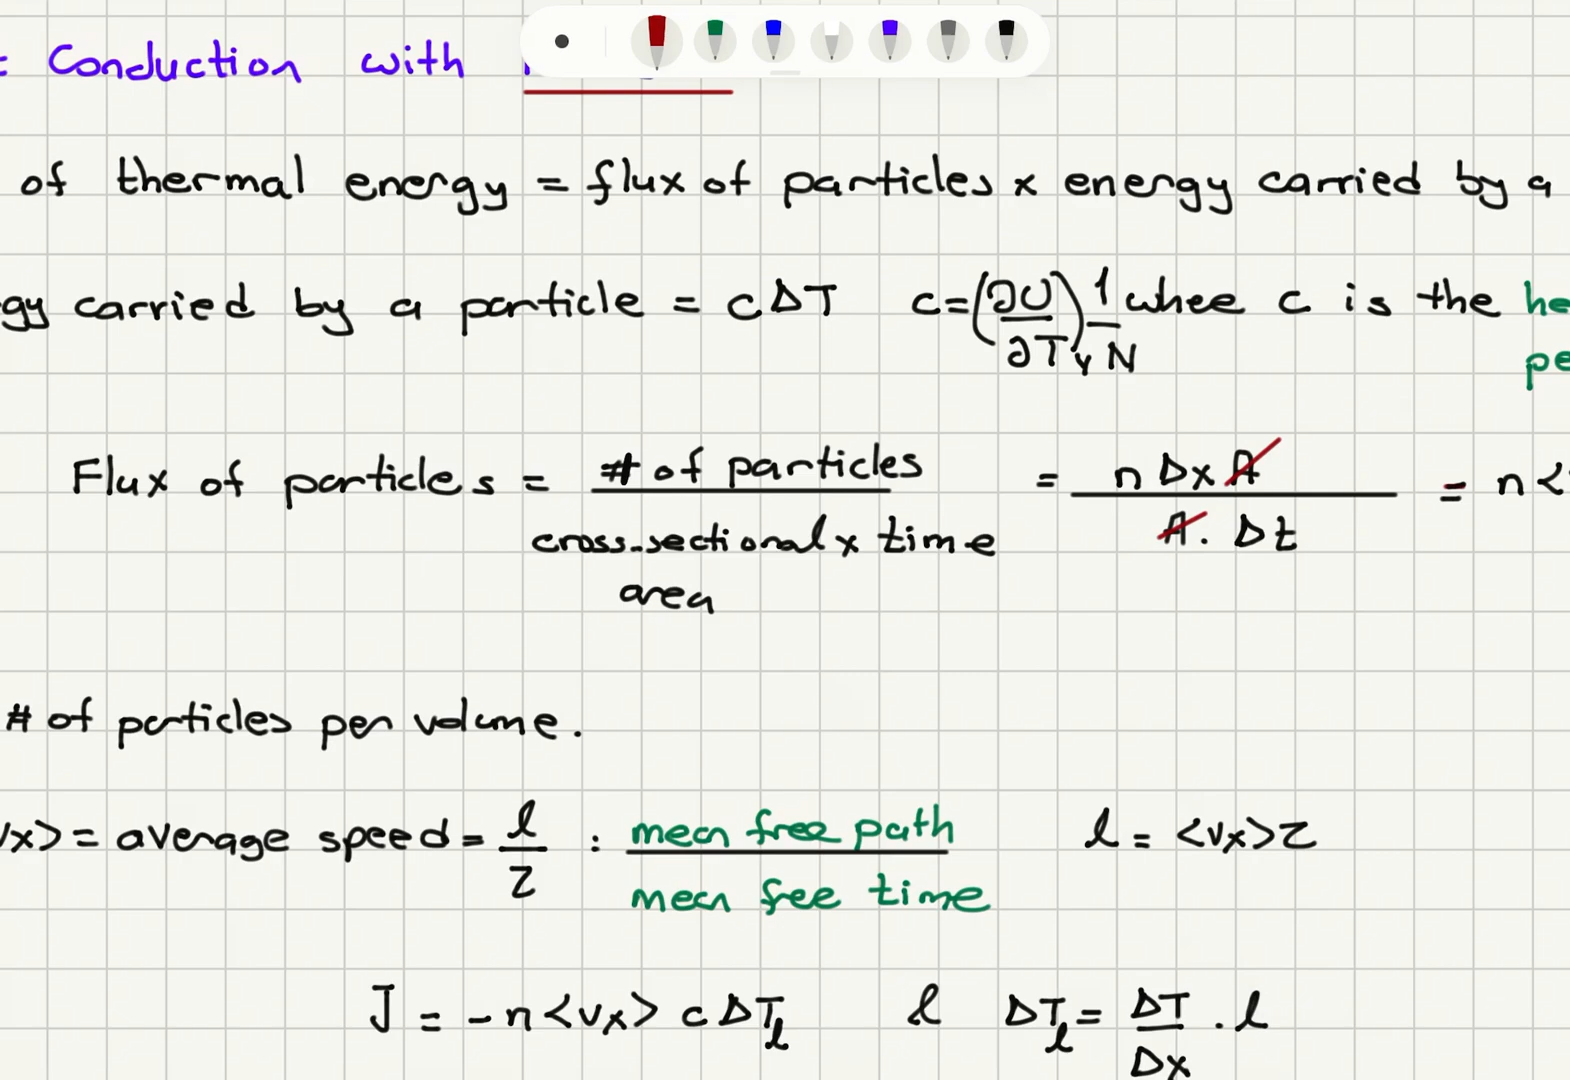 : Conduction with
of thermal energy = flux of particles x energy carried by a
gy carried by a particle = cΔT c=(∂U/∂T)_V 1/N whee c is the he
pe
Flux of particles = # of particles / cross-sectional x time = n Δx A / A. Δt = n<
area
# of particles per volume.
Vx> = average speed = l/τ : mean free path / mean free time l = <vx>τ
J = -n<vx> cΔT_l l ΔT_l = ΔT/Δx . l